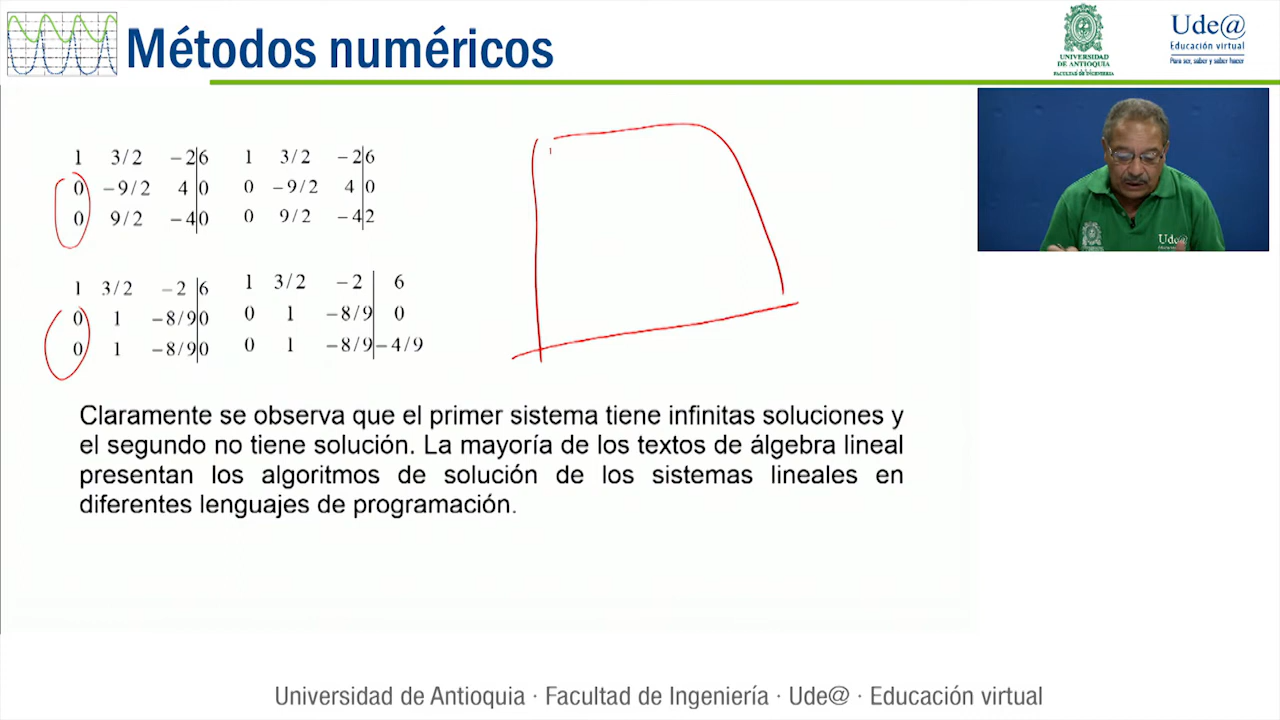 Métodos numéricos
UNIVERSIDAD
DE ANTIOQUIA
FACULTAD DE INGENIERÍA
Ude@
Educación virtual
Para ser, saber y saber hacer
1 3/2 −2|6
0 −9/2 4|0
0 9/2 −4|0
1 3/2 −2|6
0 −9/2 4|0
0 9/2 −4|2
1 3/2 −2|6
0 1 −8/9|0
0 1 −8/9|0
1 3/2 −2| 6
0 1 −8/9| 0
0 1 −8/9|−4/9
Claramente se observa que el primer sistema tiene infinitas soluciones y
el segundo no tiene solución. La mayoría de los textos de álgebra lineal
presentan los algoritmos de solución de los sistemas lineales en
diferentes lenguajes de programación.
Ude@
Universidad de Antioquia · Facultad de Ingeniería · Ude@ · Educación virtual